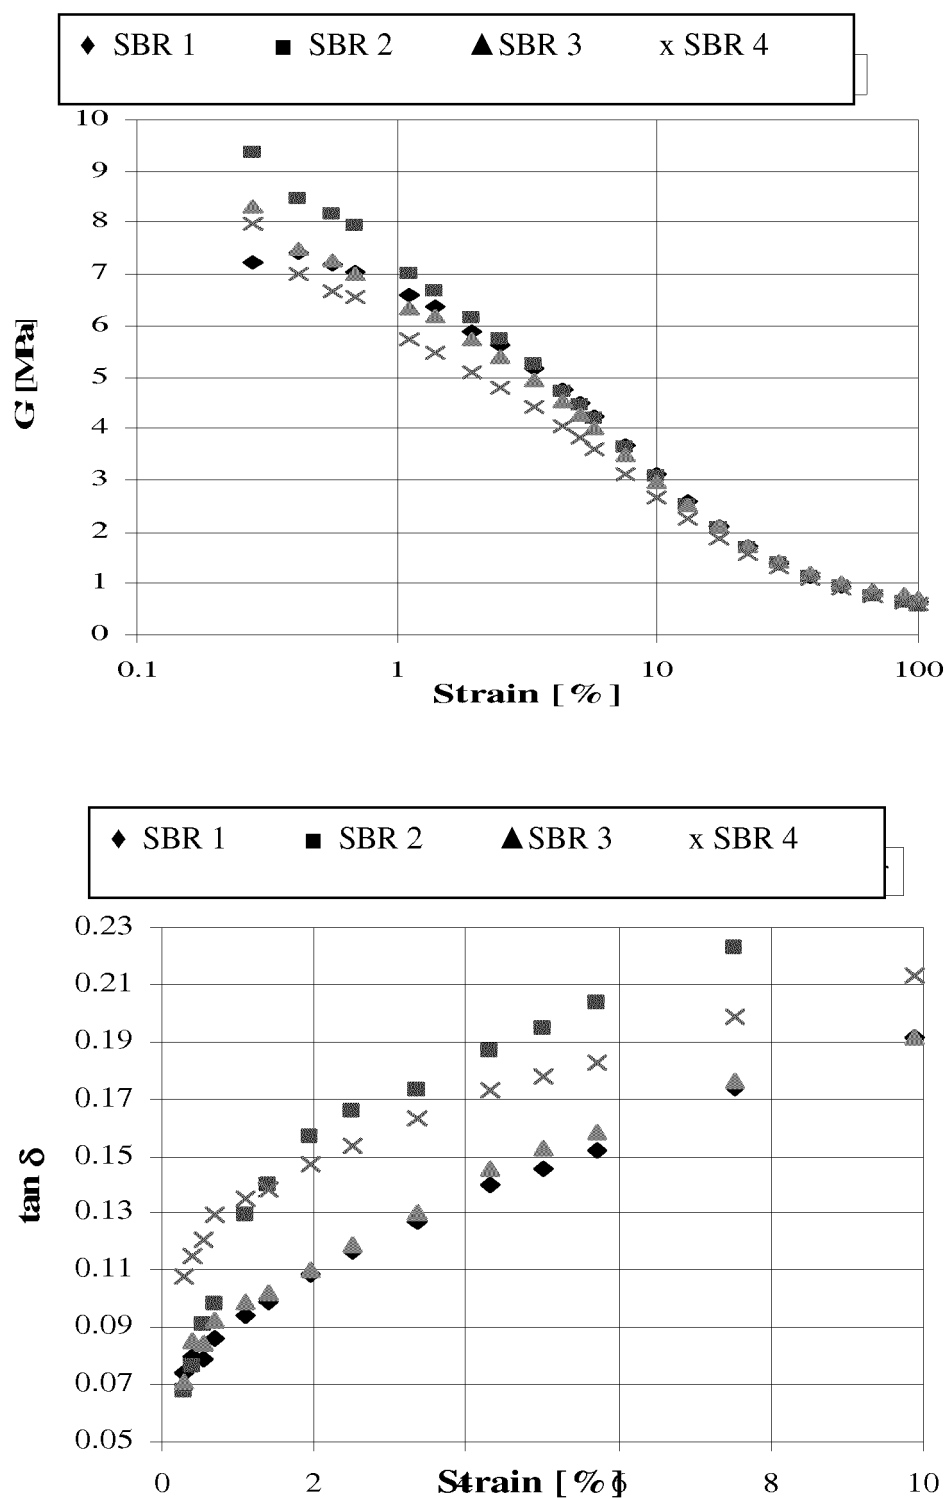 ♦ SBR 1 ■ SBR 2 ▲ SBR 3 x SBR 4
10
9
8
7
6
5
4
3
2
1
0
G' [MPa]
0.1 1 10 100
Strain [ % ]
♦ SBR 1 ■ SBR 2 ▲ SBR 3 x SBR 4
0.23
0.21
0.19
0.17
0.15
0.13
0.11
0.09
0.07
0.05
tan δ
0 2 4 6 8 10
Strain [ % ]